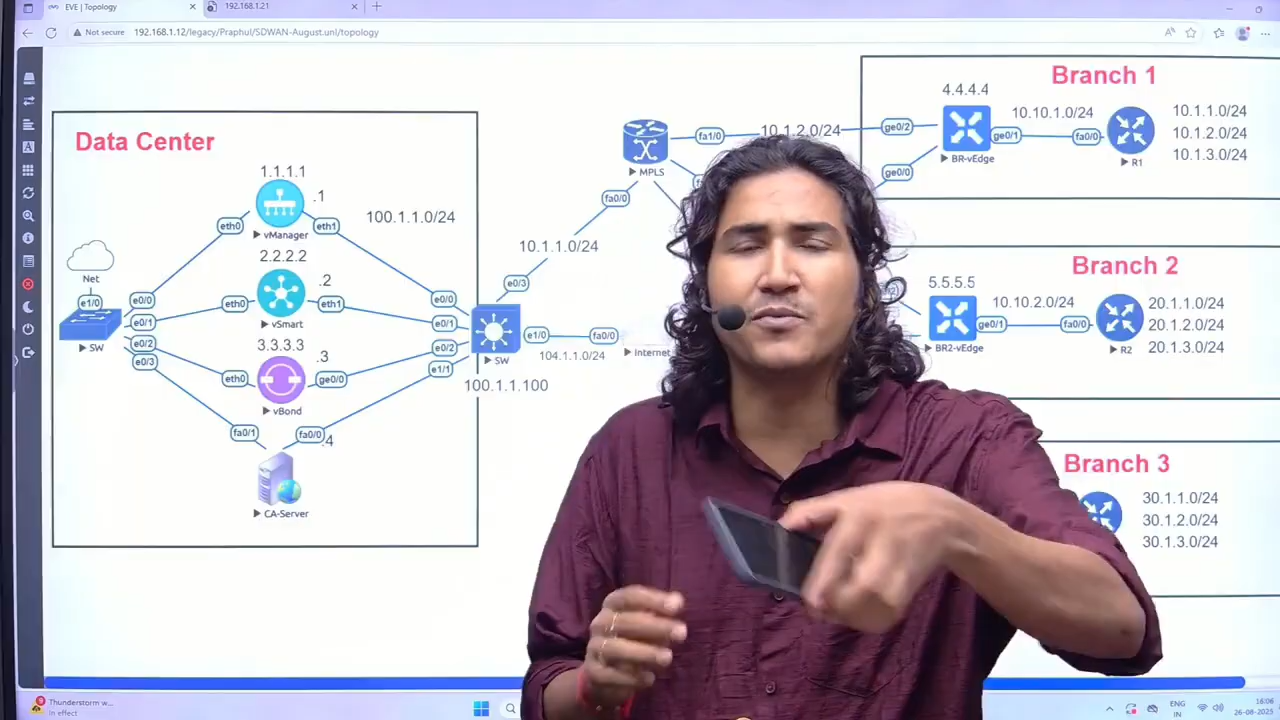 EVE | Topology
192.168.1.21
Not secure
192.168.1.12/legacy/Praphul/SDWAN-August.unl/topology
Data Center
1.1.1.1
.1
vManager
eth0
eth1
100.1.1.0/24
2.2.2.2
.2
vSmart
eth0
eth1
3.3.3.3
.3
vBond
eth0
ge0/0
Net
e1/0
SW
e0/0
e0/1
e0/2
e0/3
fa0/1
fa0/0
.4
CA-Server
e0/0
e0/1
e0/2
e1/1
e0/3
e1/0
SW
100.1.1.100
10.1.1.0/24
fa0/0
MPLS
fa1/0
10.1.2.0/24
104.1.1.0/24
fa0/0
Internet
Branch 1
4.4.4.4
ge0/2
ge0/0
BR-vEdge
ge0/1
10.10.1.0/24
fa0/0
R1
10.1.1.0/24
10.1.2.0/24
10.1.3.0/24
Branch 2
5.5.5.5
BR2-vEdge
ge0/1
10.10.2.0/24
fa0/0
R2
20.1.1.0/24
20.1.2.0/24
20.1.3.0/24
Branch 3
30.1.1.0/24
30.1.2.0/24
30.1.3.0/24
Thunderstorm w...
In effect
ENG
IN
16:06
26-08-2025